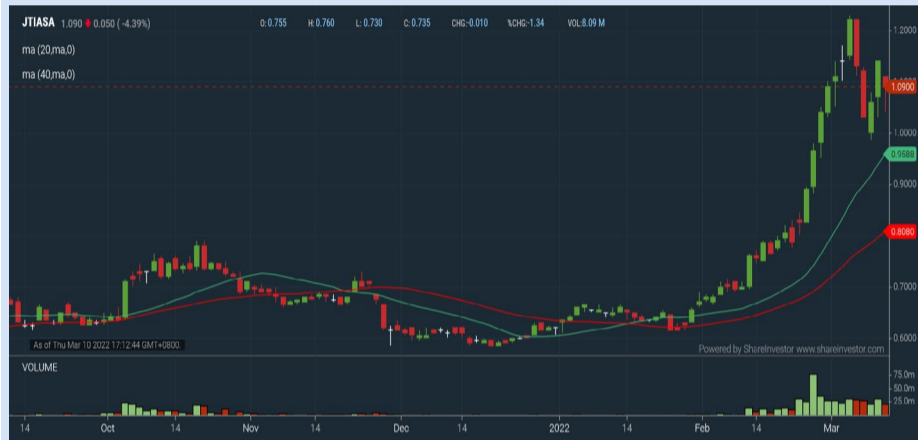 JTIASA 1.090 0.050 ( -4.39%) O: 0.755 H: 0.760 L: 0.730 C: 0.735 CHG:-0.010 %CHG:-1.34 VOL:8.09 M
ma (20,ma,0)
ma (40,ma,0)
1.2000
1.0900
1.0000
0.9588
0.9000
0.8080
0.7000
0.6000
As of Thu Mar 10 2022 17:12:44 GMT+0800.
Powered by ShareInvestor www.shareinvestor.com
VOLUME
75.0m
50.0m
25.0m
14 Oct 14 Nov 14 Dec 14 2022 14 Feb 14 Mar